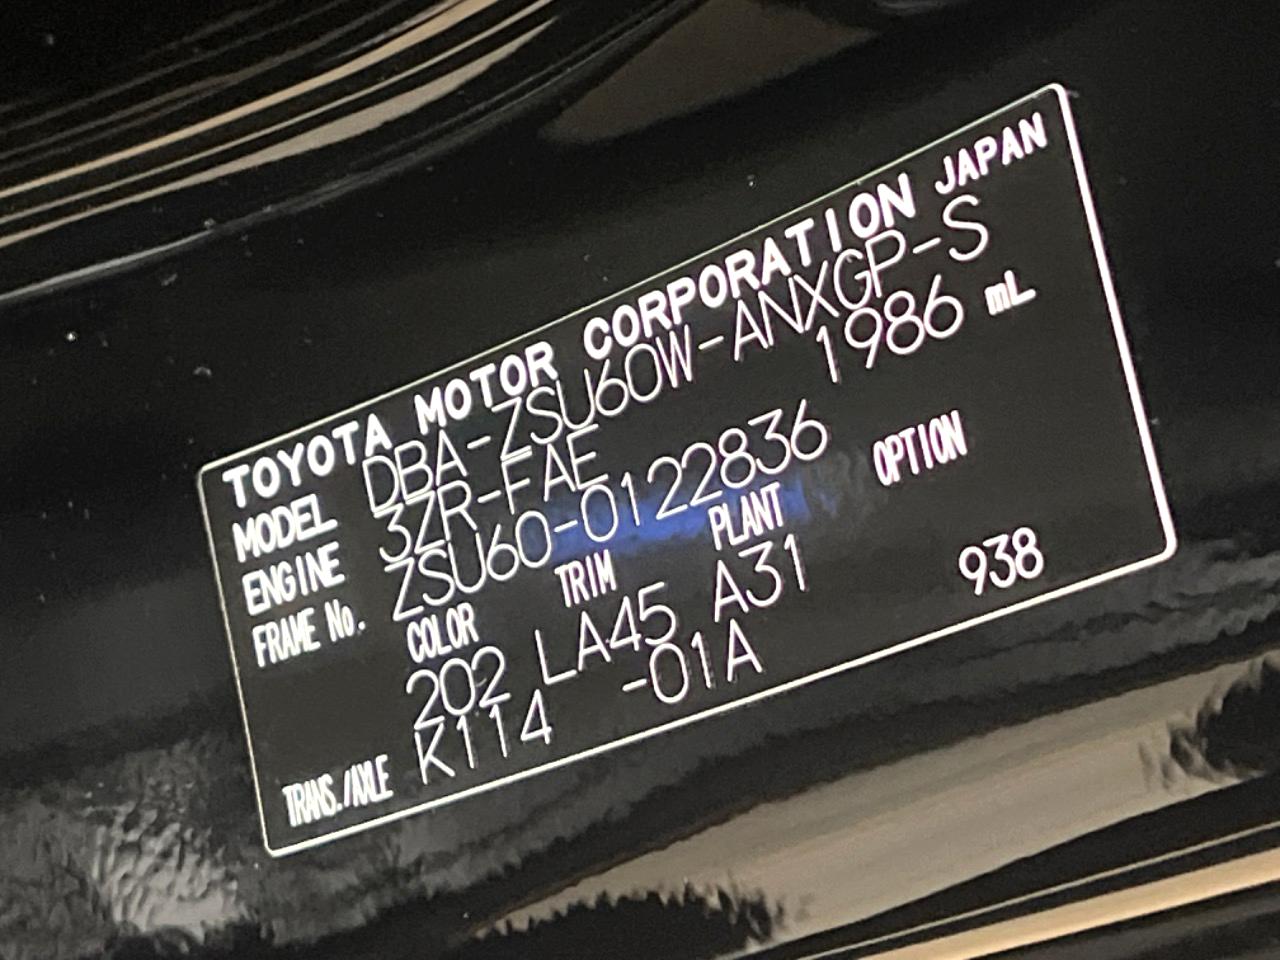 TOYOTA MOTOR CORPORATION JAPAN
MODEL DBA-ZSU60W-ANXGP-S
ENGINE 3ZR-FAE 1986 mL
FRAME No. ZSU60-0122836
COLOR TRIM PLANT OPTION
202 LA45 A31 938
TRANS./AXLE K114 -01A